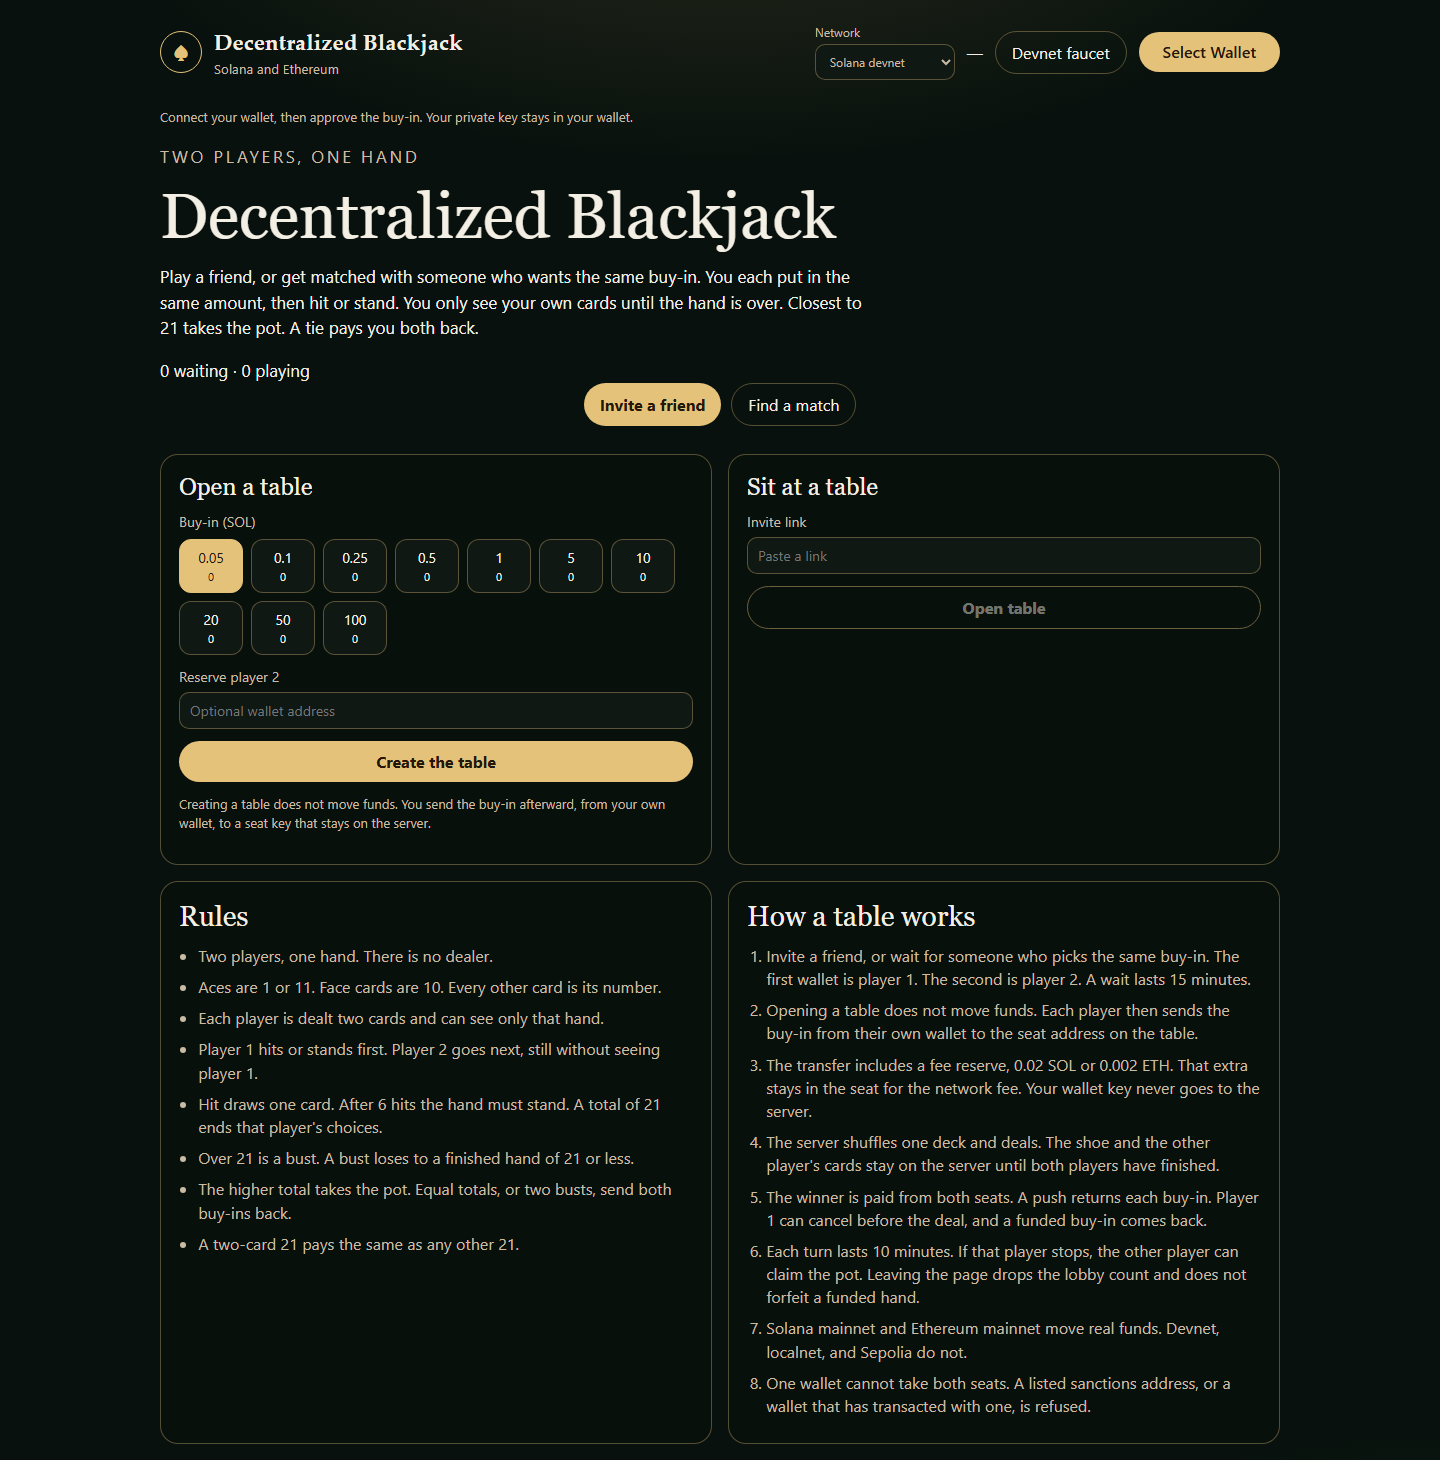 Decentralized Blackjack
Solana and Ethereum
Network
Solana devnet
—
Devnet faucet
Select Wallet
Connect your wallet, then approve the buy-in. Your private key stays in your wallet.
TWO PLAYERS, ONE HAND
Decentralized Blackjack
Play a friend, or get matched with someone who wants the same buy-in. You each put in the
same amount, then hit or stand. You only see your own cards until the hand is over. Closest to
21 takes the pot. A tie pays you both back.
0 waiting · 0 playing
Invite a friend
Find a match
Open a table
Buy-in (SOL)
0.05
0
0.1
0
0.25
0
0.5
0
1
0
5
0
10
0
20
0
50
0
100
0
Reserve player 2
Optional wallet address
Create the table
Creating a table does not move funds. You send the buy-in afterward, from your own
wallet, to a seat key that stays on the server.
Sit at a table
Invite link
Paste a link
Open table
Rules
• Two players, one hand. There is no dealer.
• Aces are 1 or 11. Face cards are 10. Every other card is its number.
• Each player is dealt two cards and can see only that hand.
• Player 1 hits or stands first. Player 2 goes next, still without seeing
player 1.
• Hit draws one card. After 6 hits the hand must stand. A total of 21
ends that player's choices.
• Over 21 is a bust. A bust loses to a finished hand of 21 or less.
• The higher total takes the pot. Equal totals, or two busts, send both
buy-ins back.
• A two-card 21 pays the same as any other 21.
How a table works
1. Invite a friend, or wait for someone who picks the same buy-in. The
first wallet is player 1. The second is player 2. A wait lasts 15 minutes.
2. Opening a table does not move funds. Each player then sends the
buy-in from their own wallet to the seat address on the table.
3. The transfer includes a fee reserve, 0.02 SOL or 0.002 ETH. That extra
stays in the seat for the network fee. Your wallet key never goes to the
server.
4. The server shuffles one deck and deals. The shoe and the other
player's cards stay on the server until both players have finished.
5. The winner is paid from both seats. A push returns each buy-in. Player
1 can cancel before the deal, and a funded buy-in comes back.
6. Each turn lasts 10 minutes. If that player stops, the other player can
claim the pot. Leaving the page drops the lobby count and does not
forfeit a funded hand.
7. Solana mainnet and Ethereum mainnet move real funds. Devnet,
localnet, and Sepolia do not.
8. One wallet cannot take both seats. A listed sanctions address, or a
wallet that has transacted with one, is refused.